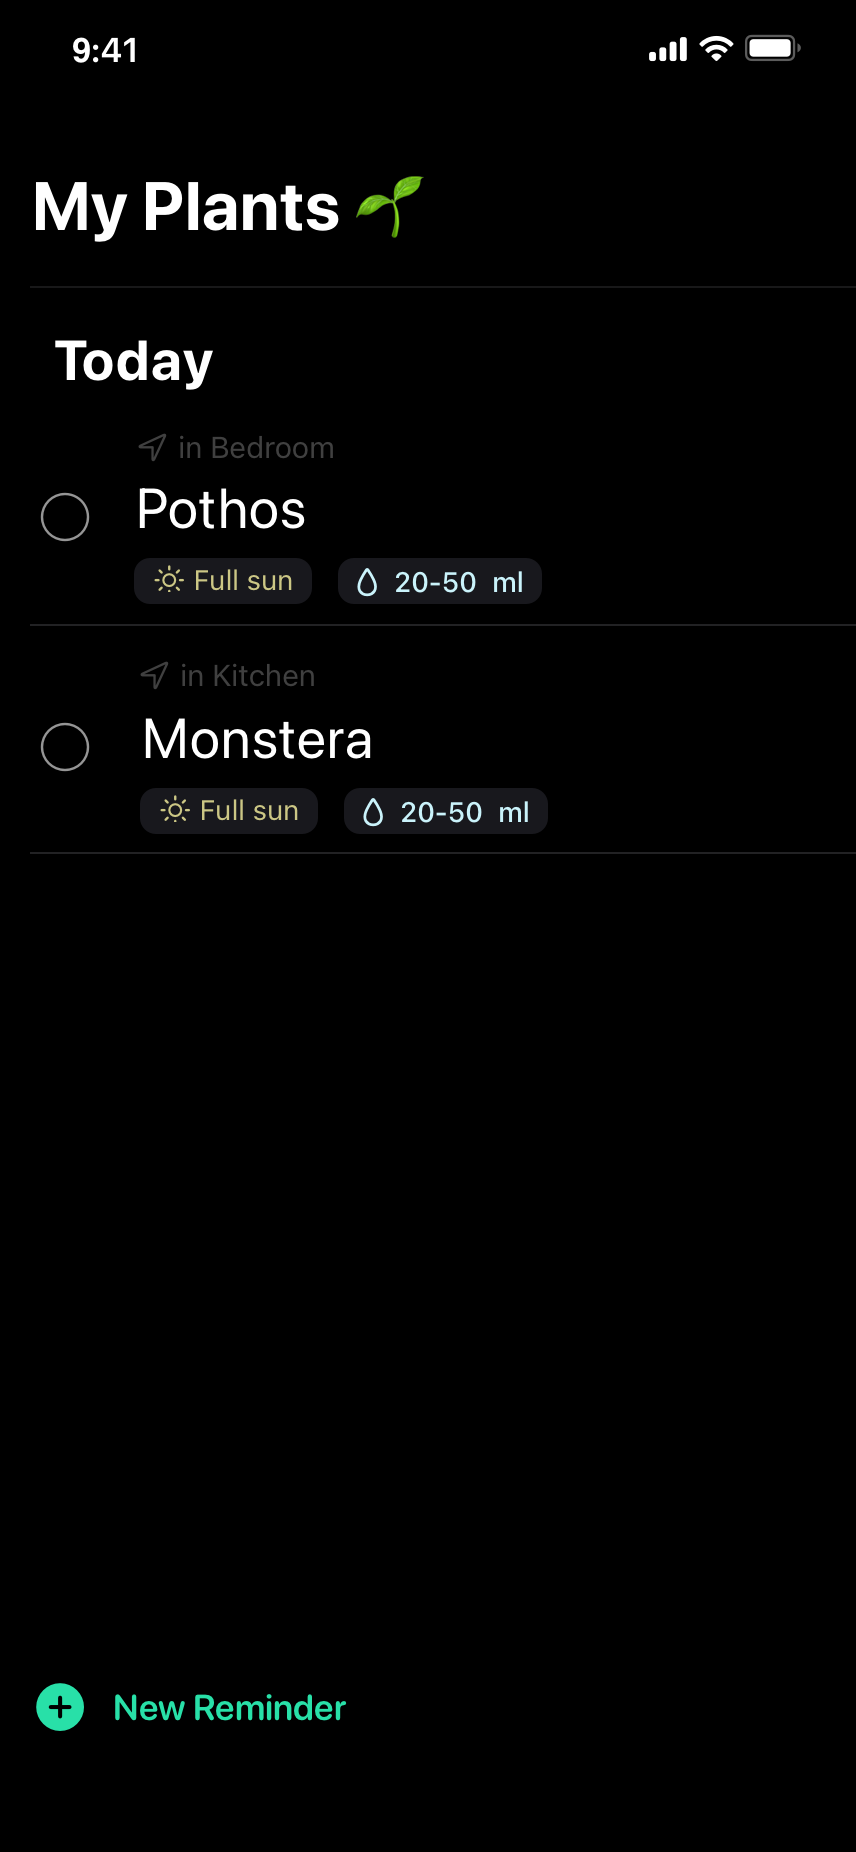 9:41
My Plants 🌱
Today
in Bedroom
Pothos
Full sun 20-50 ml
in Kitchen
Monstera
Full sun 20-50 ml
New Reminder